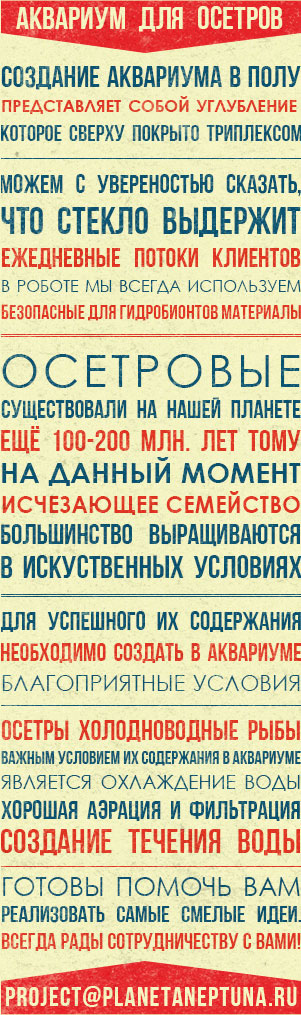 АКВАРИУМ ДЛЯ ОСЕТРОВ
СОЗДАНИЕ АКВАРИУМА В ПОЛУ
ПРЕДСТАВЛЯЕТ СОБОЙ УГЛУБЛЕНИЕ
КОТОРОЕ СВЕРХУ ПОКРЫТО ТРИПЛЕКСОМ
МОЖЕМ С УВЕРЕНОСТЬЮ СКАЗАТЬ,
ЧТО СТЕКЛО ВЫДЕРЖИТ
ЕЖЕДНЕВНЫЕ ПОТОКИ КЛИЕНТОВ
В РОБОТЕ МЫ ВСЕГДА ИСПОЛЬЗУЕМ
БЕЗОПАСНЫЕ ДЛЯ ГИДРОБИОНТОВ МАТЕРИАЛЫ
ОСЕТРОВЫЕ
СУЩЕСТВОВАЛИ НА НАШЕЙ ПЛАНЕТЕ
ЕЩЁ 100-200 МЛН. ЛЕТ ТОМУ
НА ДАННЫЙ МОМЕНТ
ИСЧЕЗАЮЩЕЕ СЕМЕЙСТВО
БОЛЬШИНСТВО ВЫРАЩИВАЮТСЯ
В ИСКУСТВЕННЫХ УСЛОВИЯХ
ДЛЯ УСПЕШНОГО ИХ СОДЕРЖАНИЯ
НЕОБХОДИМО СОЗДАТЬ В АКВАРИУМЕ
БЛАГОПРИЯТНЫЕ УСЛОВИЯ
ОСЕТРЫ ХОЛОДНОВОДНЫЕ РЫБЫ
ВАЖНЫМ УСЛОВИЕМ ИХ СОДЕРЖАНИЯ В АКВАРИУМЕ
ЯВЛЯЕТСЯ ОХЛАЖДЕНИЕ ВОДЫ
ХОРОШАЯ АЭРАЦИЯ И ФИЛЬТРАЦИЯ
СОЗДАНИЕ ТЕЧЕНИЯ ВОДЫ
ГОТОВЫ ПОМОЧЬ ВАМ
РЕАЛИЗОВАТЬ САМЫЕ СМЕЛЫЕ ИДЕИ.
ВСЕГДА РАДЫ СОТРУДНИЧЕСТВУ С ВАМИ!
PROJECT@PLANETANEPTUNA.RU